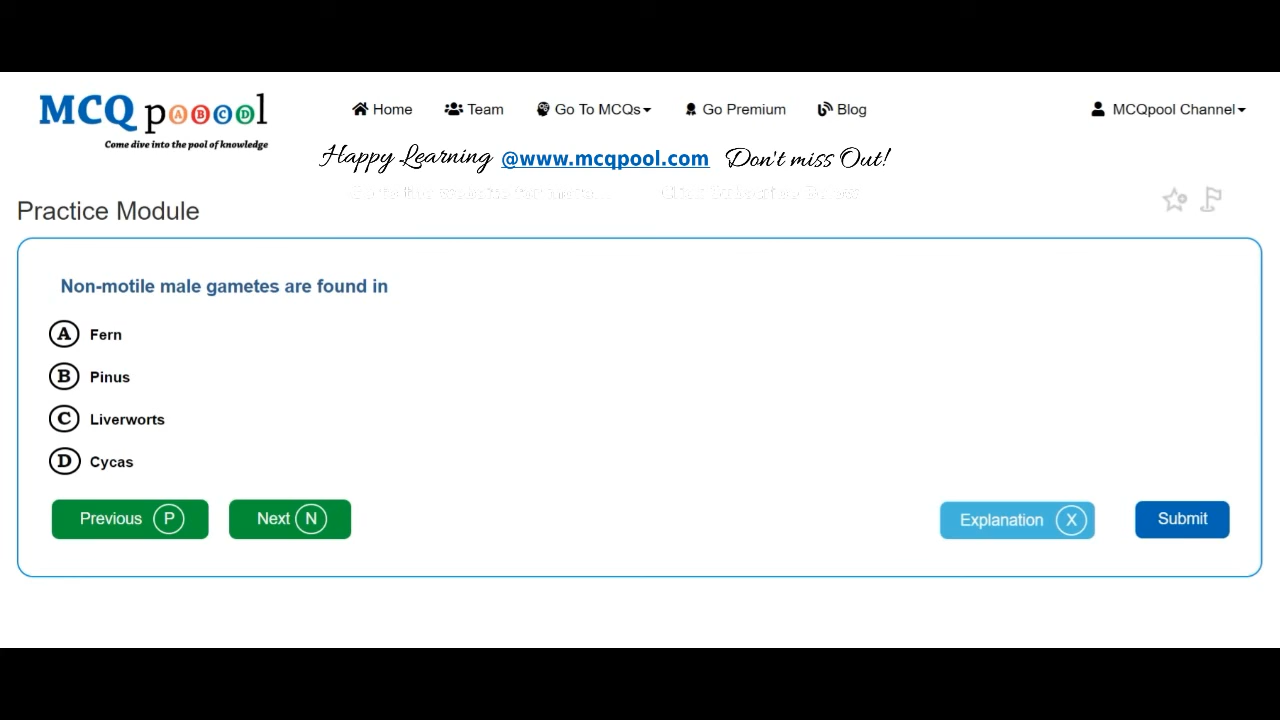 MCQ pooool
Come dive into the pool of knowledge
Home Team Go To MCQs Go Premium Blog MCQpool Channel
Happy Learning @www.mcqpool.com Don't miss Out!
Practice Module
Non-motile male gametes are found in
A Fern
B Pinus
C Liverworts
D Cycas
Previous P Next N Explanation X Submit